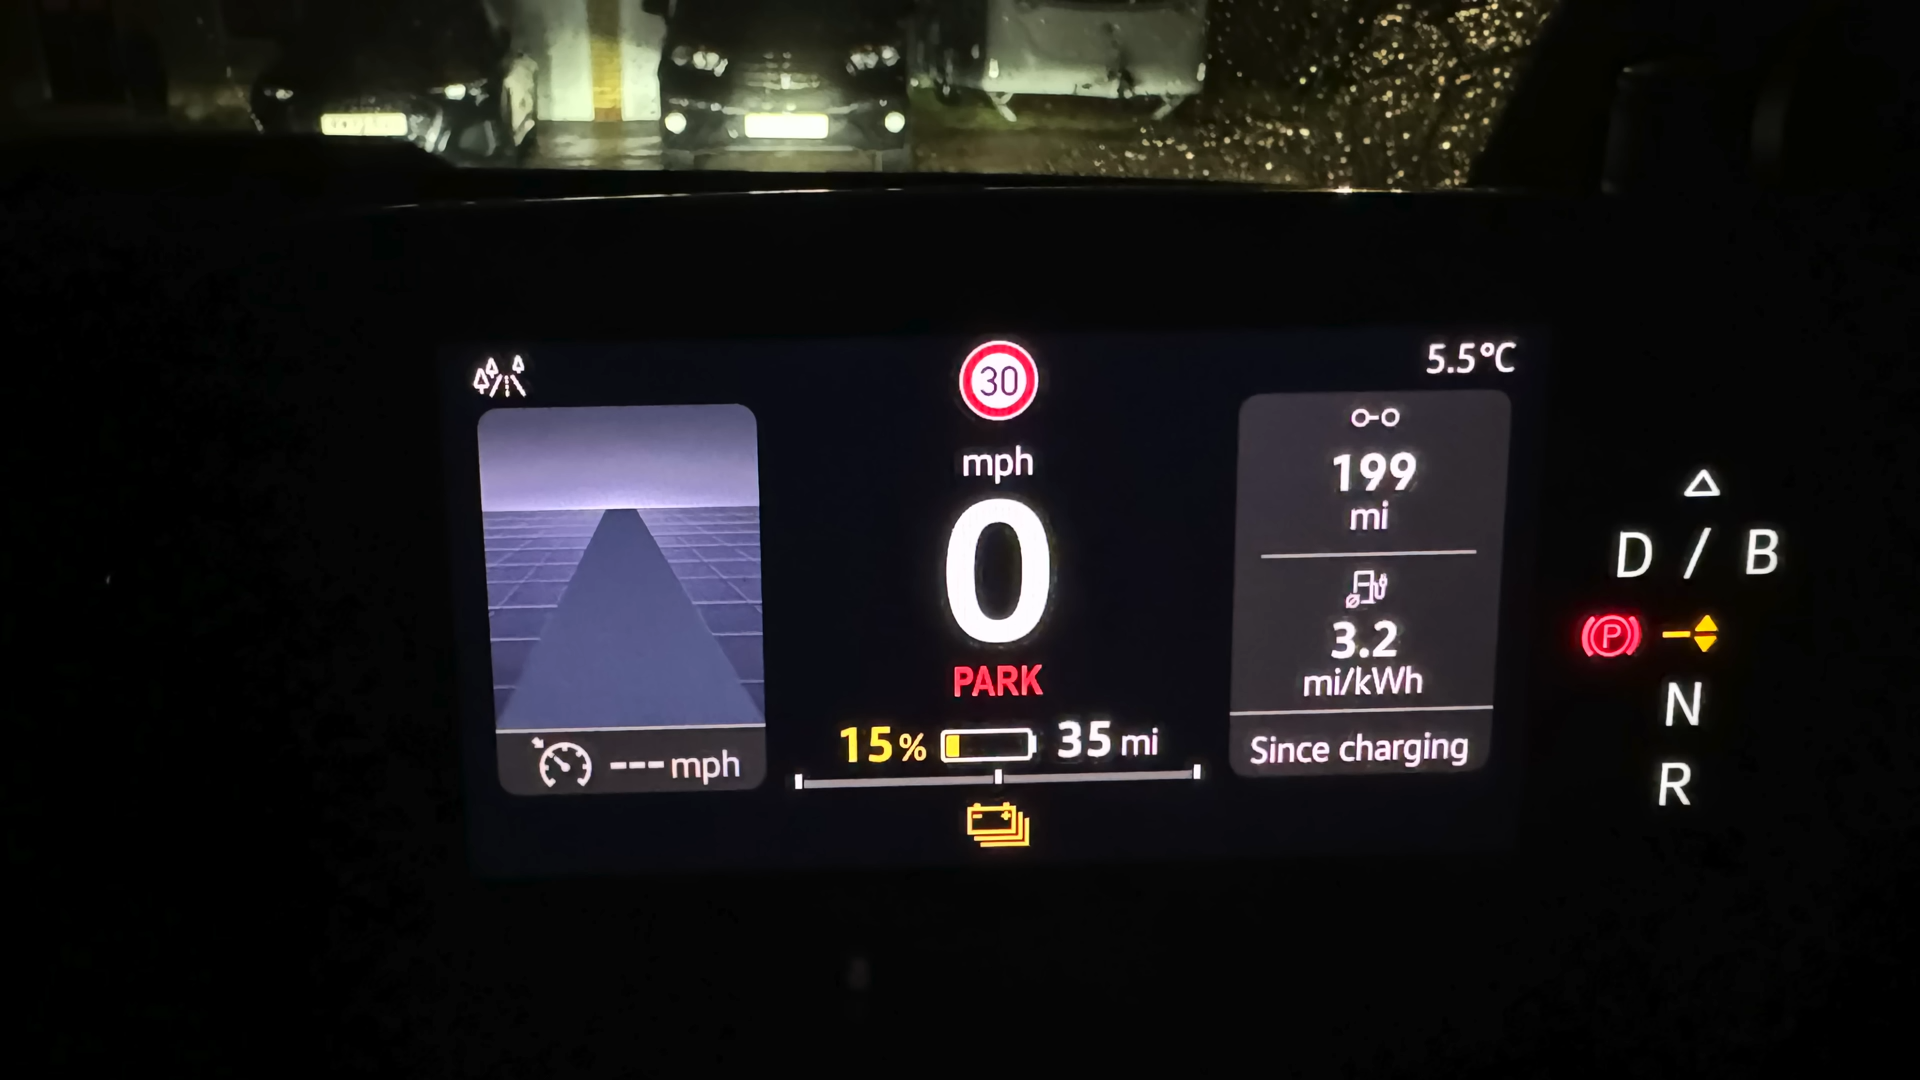 30
5.5°C
mph
0
PARK
15% 35 mi
--- mph
199
mi
3.2
mi/kWh
Since charging
D / B
P
N
R